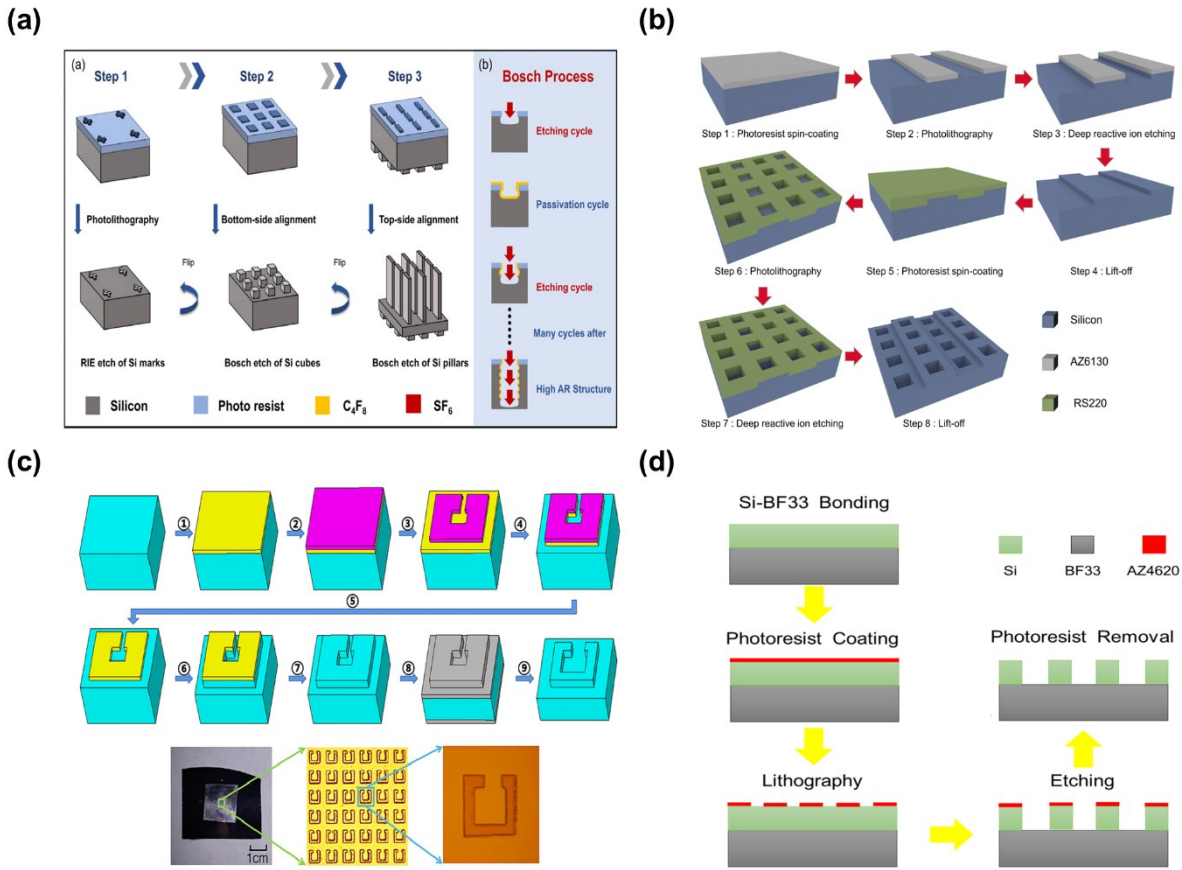 (a)
(a)
Step 1
Step 2
Step 3
Photolithography
Bottom-side alignment
Top-side alignment
Flip
Flip
RIE etch of Si marks
Bosch etch of Si cubes
Bosch etch of Si pillars
Silicon
Photo resist
C4F8
SF6
(b)
Bosch Process
Etching cycle
Passivation cycle
Etching cycle
Many cycles after
High AR Structure
(b)
Step 1 : Photoresist spin-coating
Step 2 : Photolithography
Step 3 : Deep reactive ion etching
Step 6 : Photolithography
Step 5 : Photoresist spin-coating
Step 4 : Lift-off
Step 7 : Deep reactive ion etching
Step 8 : Lift-off
Silicon
AZ6130
RS220
(c)
①
②
③
④
⑤
⑥
⑦
⑧
⑨
1cm
(d)
Si-BF33 Bonding
Si
BF33
AZ4620
Photoresist Coating
Photoresist Removal
Lithography
Etching